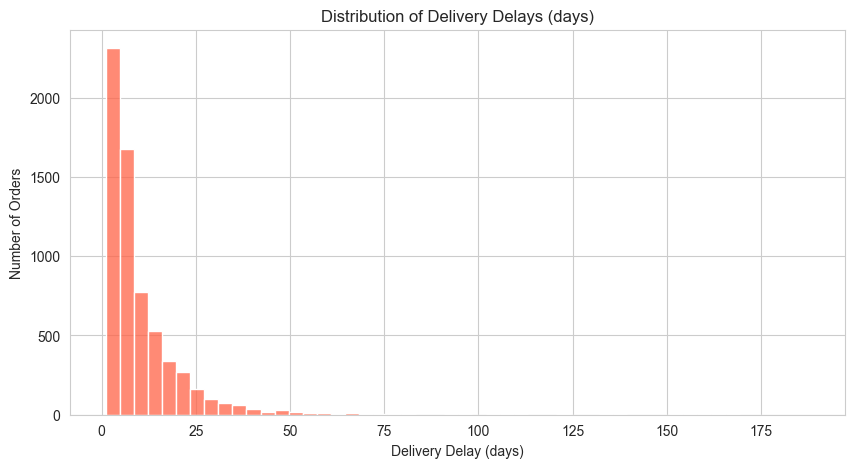 Distribution of Delivery Delays (days)
Number of Orders
2000
1500
1000
500
0
0 25 50 75 100 125 150 175
Delivery Delay (days)